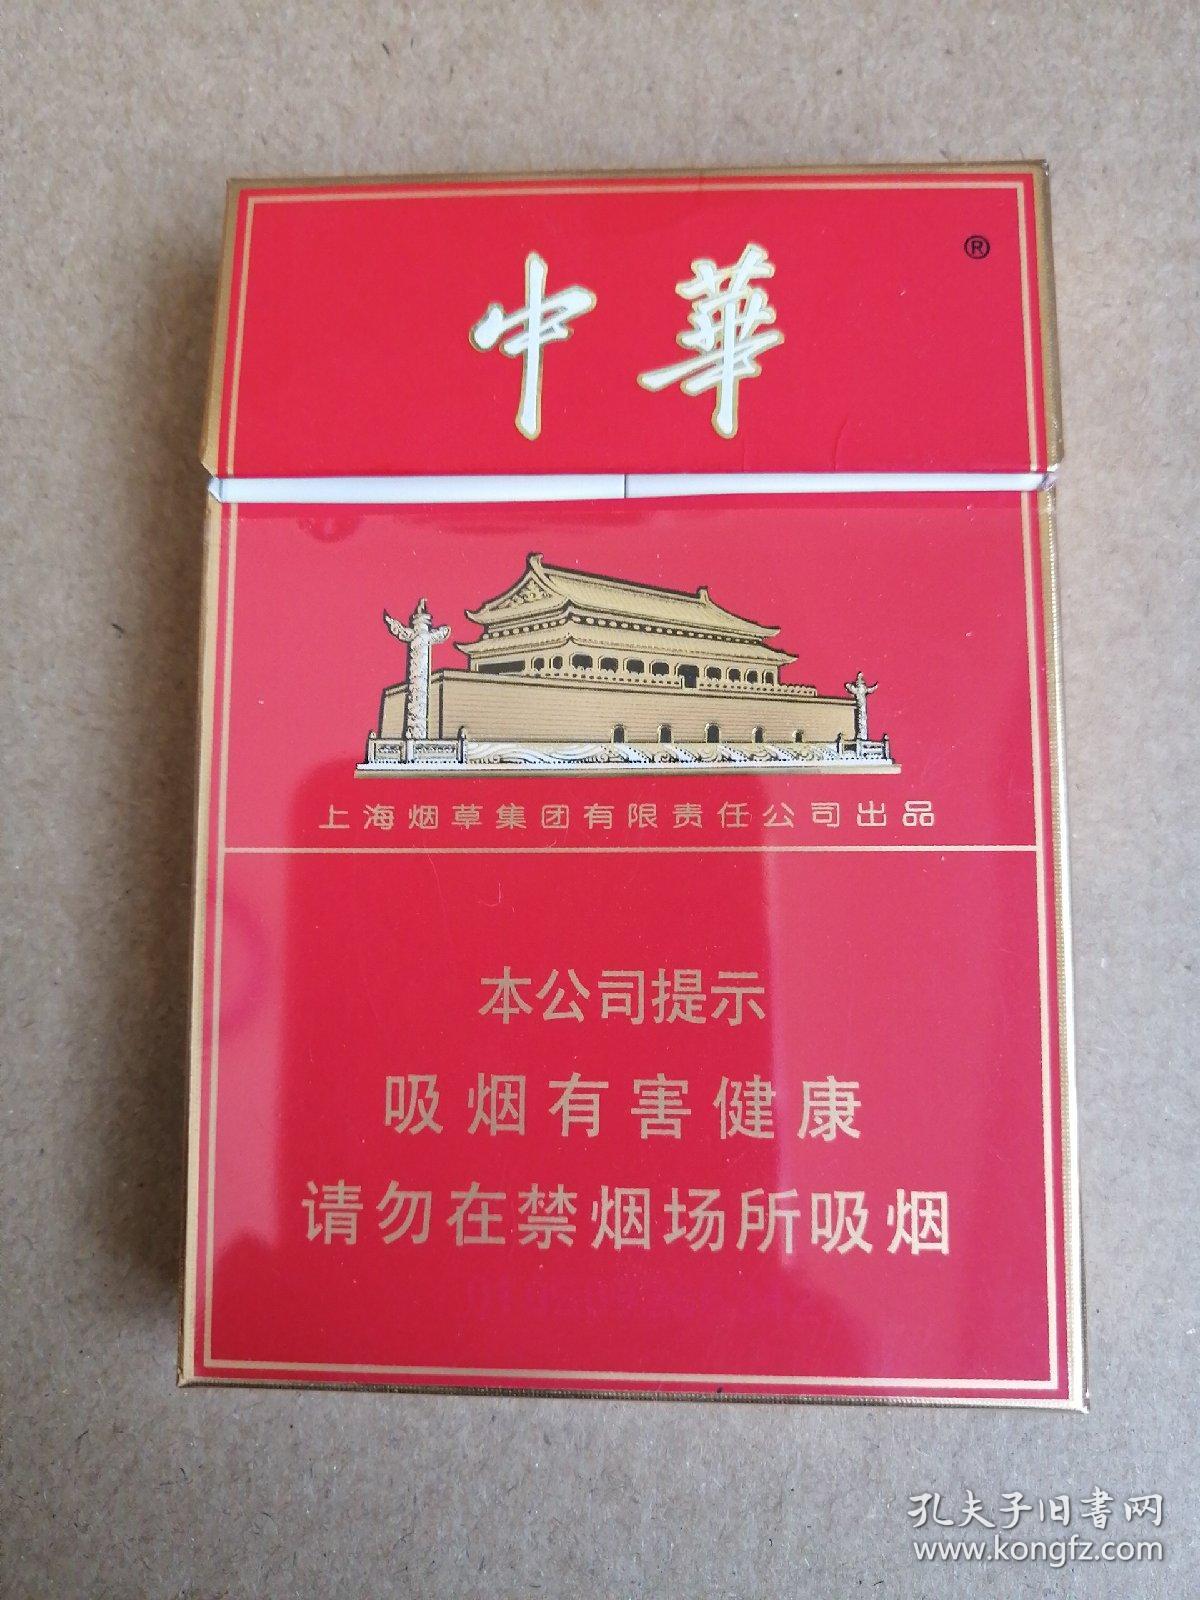 中華
®
上海烟草集团有限责任公司出品
本公司提示
吸烟有害健康
请勿在禁烟场所吸烟
孔夫子旧书网
www.kongfz.com